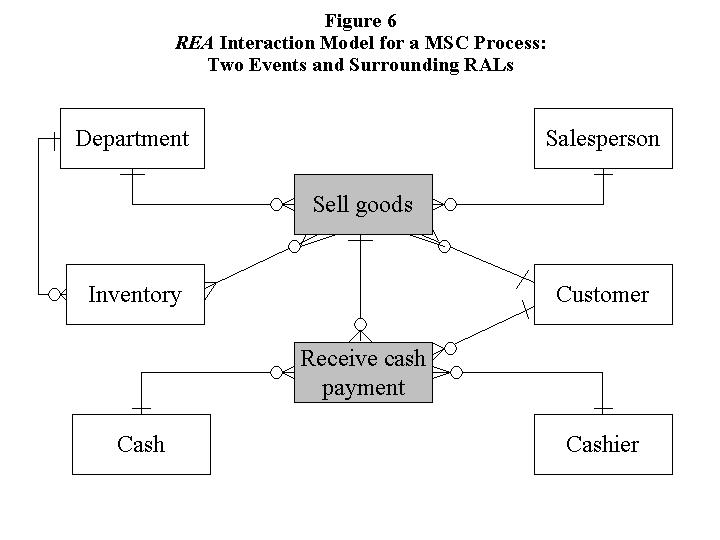 Figure 6
REA Interaction Model for a MSC Process:
Two Events and Surrounding RALs
Department
Salesperson
Sell goods
Inventory
Customer
Receive cash
payment
Cash
Cashier